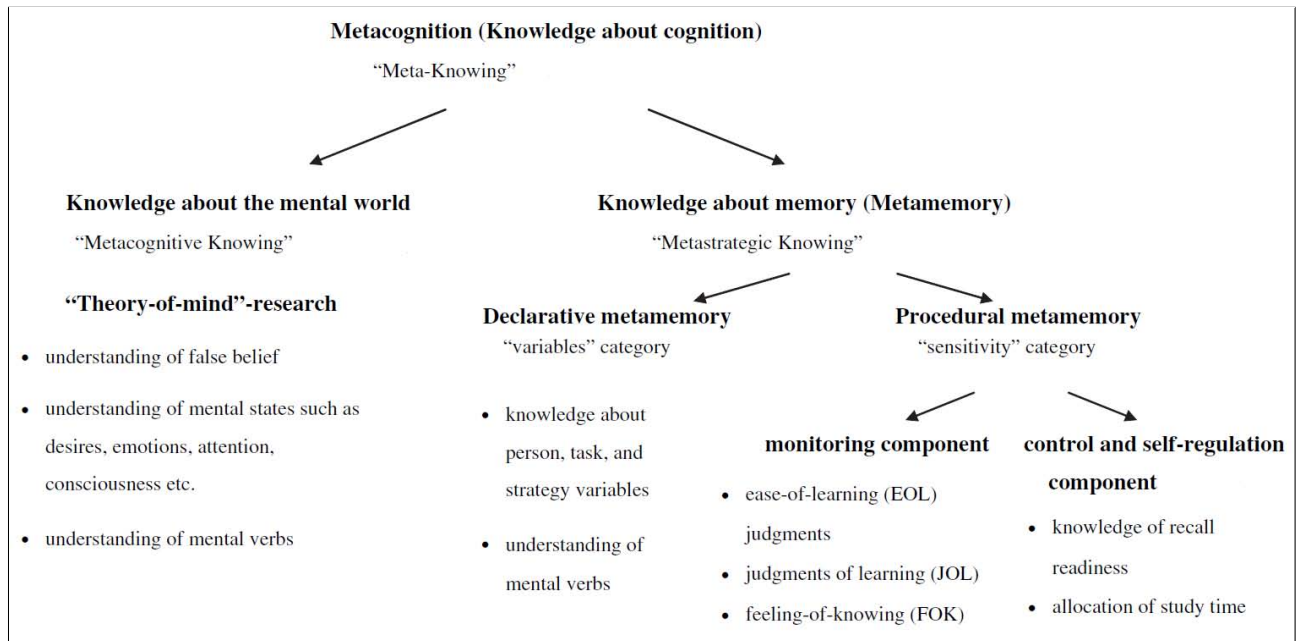 Metacognition (Knowledge about cognition)
“Meta-Knowing”
Knowledge about the mental world
“Metacognitive Knowing”
“Theory-of-mind”-research
• understanding of false belief
• understanding of mental states such as
desires, emotions, attention,
consciousness etc.
• understanding of mental verbs
Knowledge about memory (Metamemory)
“Metastrategic Knowing”
Declarative metamemory
“variables” category
• knowledge about
person, task, and
strategy variables
• understanding of
mental verbs
Procedural metamemory
“sensitivity” category
monitoring component
• ease-of-learning (EOL)
judgments
• judgments of learning (JOL)
• feeling-of-knowing (FOK)
control and self-regulation
component
• knowledge of recall
readiness
• allocation of study time